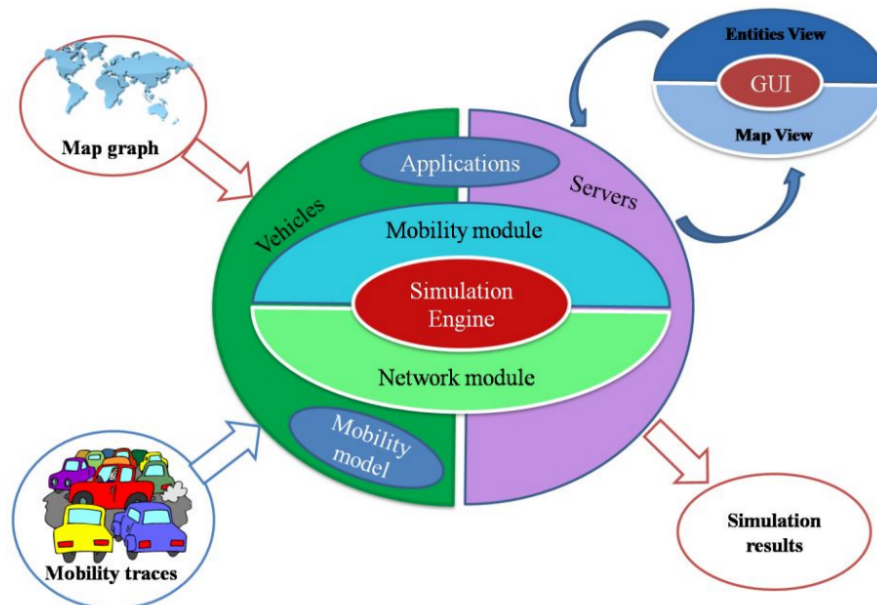 Entities View
GUI
Map View
Map graph
Applications
Servers
Vehicles
Mobility module
Simulation
Engine
Network module
Mobility
model
Mobility traces
Simulation
results